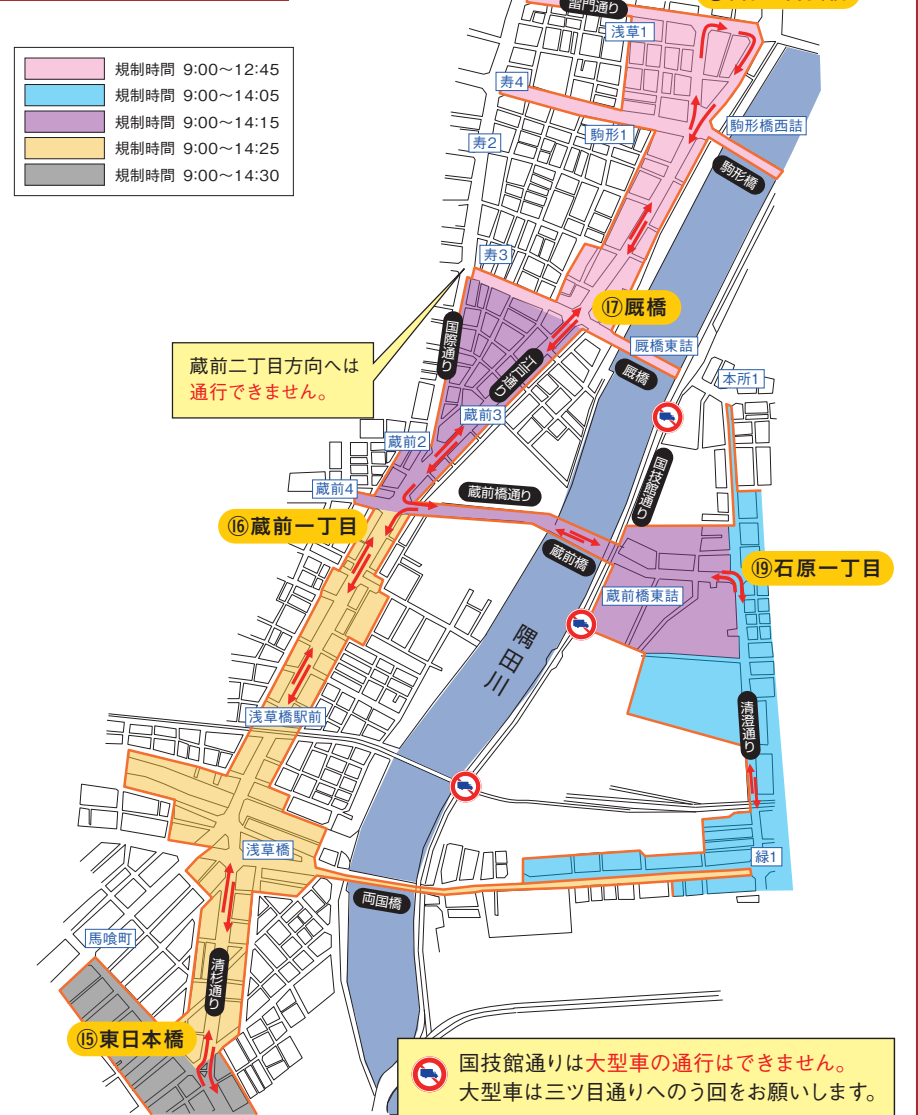 雷門通り
浅草1
規制時間 9:00〜12:45
規制時間 9:00〜14:05
規制時間 9:00〜14:15
規制時間 9:00〜14:25
規制時間 9:00〜14:30
寿4
駒形1
駒形橋西詰
寿2
駒形橋
寿3
⑰厩橋
国際通り
厩橋東詰
蔵前二丁目方向へは
通行できません。
江戸通り
厩橋
本所1
蔵前3
蔵前2
国技館通り
蔵前4
蔵前橋通り
⑯蔵前一丁目
蔵前橋
⑲石原一丁目
蔵前橋東詰
隅田川
浅草橋駅前
清澄通り
浅草橋
緑1
両国橋
馬喰町
清杉通り
⑮東日本橋
国技館通りは大型車の通行はできません。
大型車は三ツ目通りへのう回をお願いします。